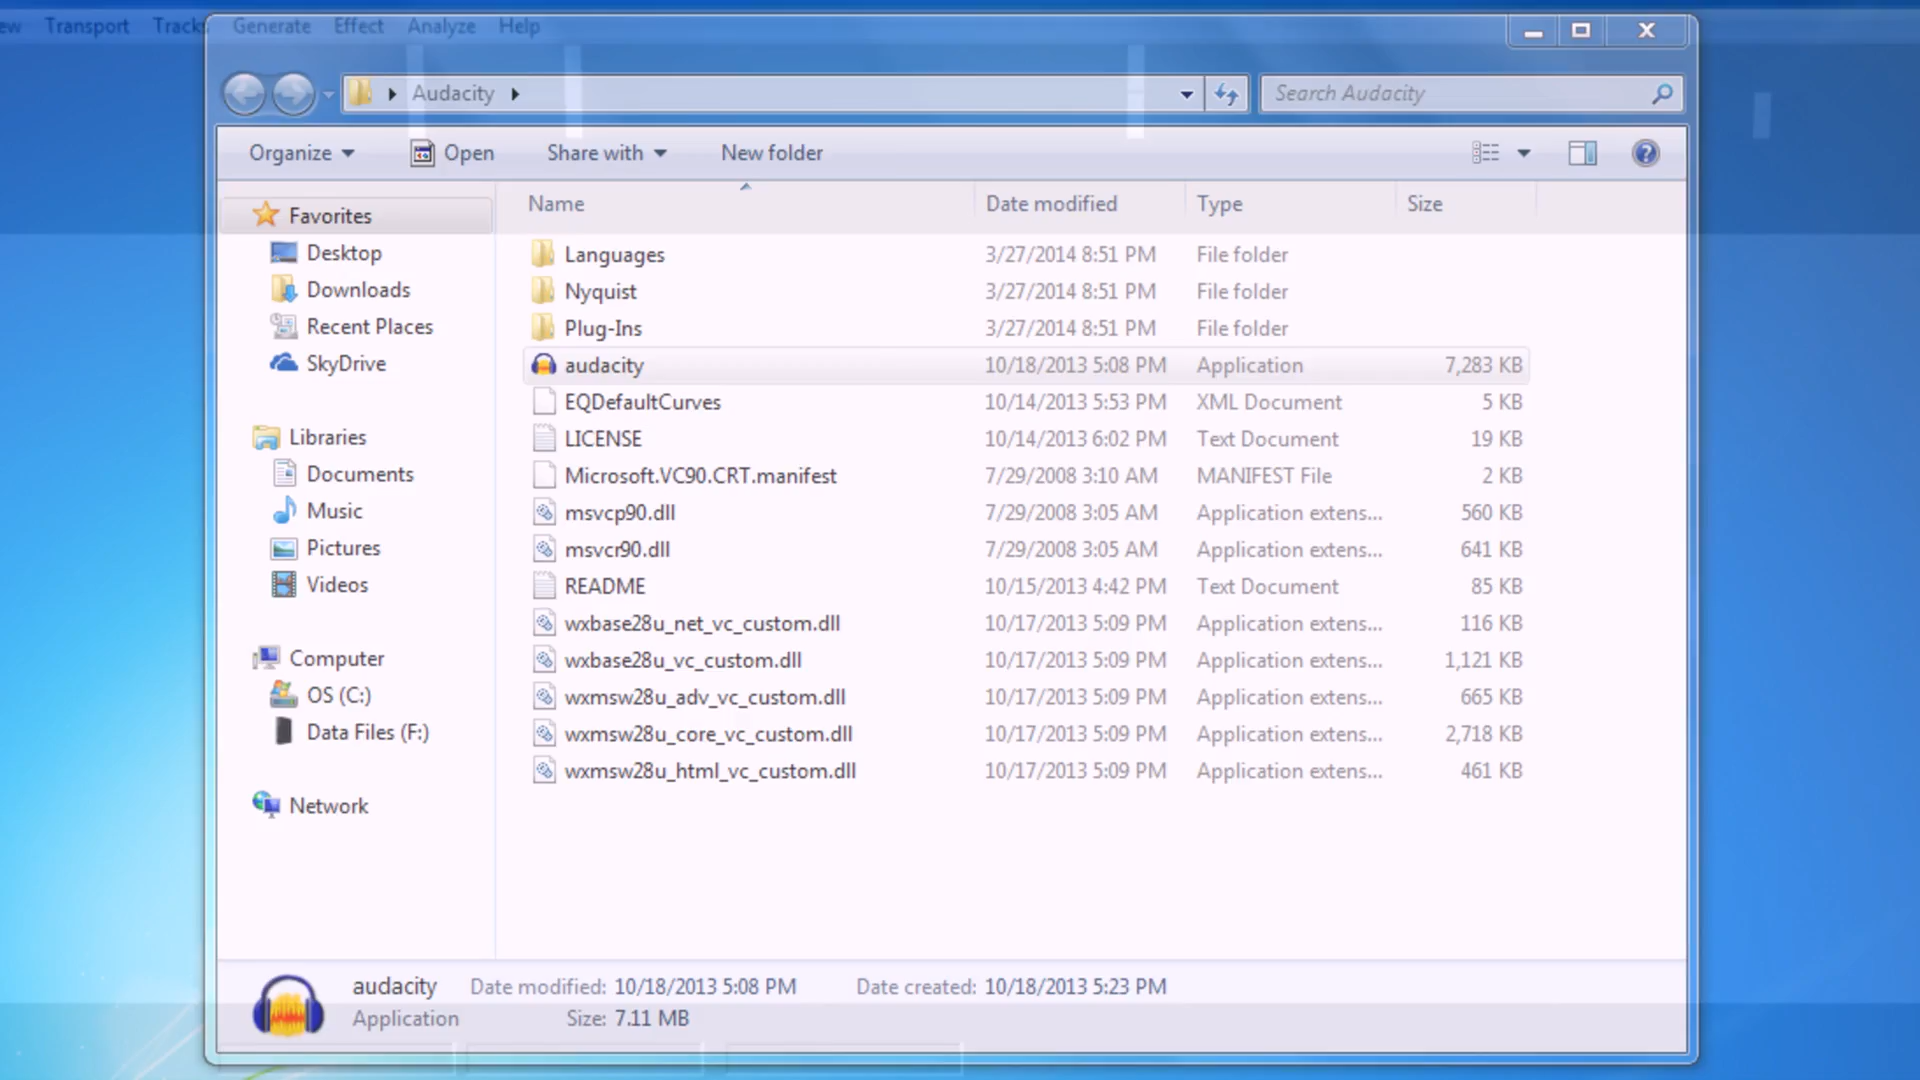 ew Transport Tracks Generate Effect Analyze Help
Audacity
Search Audacity
Organize Open Share with New folder
Name Date modified Type Size
Favorites
Desktop
Downloads
Recent Places
SkyDrive
Libraries
Documents
Music
Pictures
Videos
Computer
OS (C:)
Data Files (F:)
Network
Languages 3/27/2014 8:51 PM File folder
Nyquist 3/27/2014 8:51 PM File folder
Plug-Ins 3/27/2014 8:51 PM File folder
audacity 10/18/2013 5:08 PM Application 7,283 KB
EQDefaultCurves 10/14/2013 5:53 PM XML Document 5 KB
LICENSE 10/14/2013 6:02 PM Text Document 19 KB
Microsoft.VC90.CRT.manifest 7/29/2008 3:10 AM MANIFEST File 2 KB
msvcp90.dll 7/29/2008 3:05 AM Application extens... 560 KB
msvcr90.dll 7/29/2008 3:05 AM Application extens... 641 KB
README 10/15/2013 4:42 PM Text Document 85 KB
wxbase28u_net_vc_custom.dll 10/17/2013 5:09 PM Application extens... 116 KB
wxbase28u_vc_custom.dll 10/17/2013 5:09 PM Application extens... 1,121 KB
wxmsw28u_adv_vc_custom.dll 10/17/2013 5:09 PM Application extens... 665 KB
wxmsw28u_core_vc_custom.dll 10/17/2013 5:09 PM Application extens... 2,718 KB
wxmsw28u_html_vc_custom.dll 10/17/2013 5:09 PM Application extens... 461 KB
audacity Date modified: 10/18/2013 5:08 PM Date created: 10/18/2013 5:23 PM
Application Size: 7.11 MB